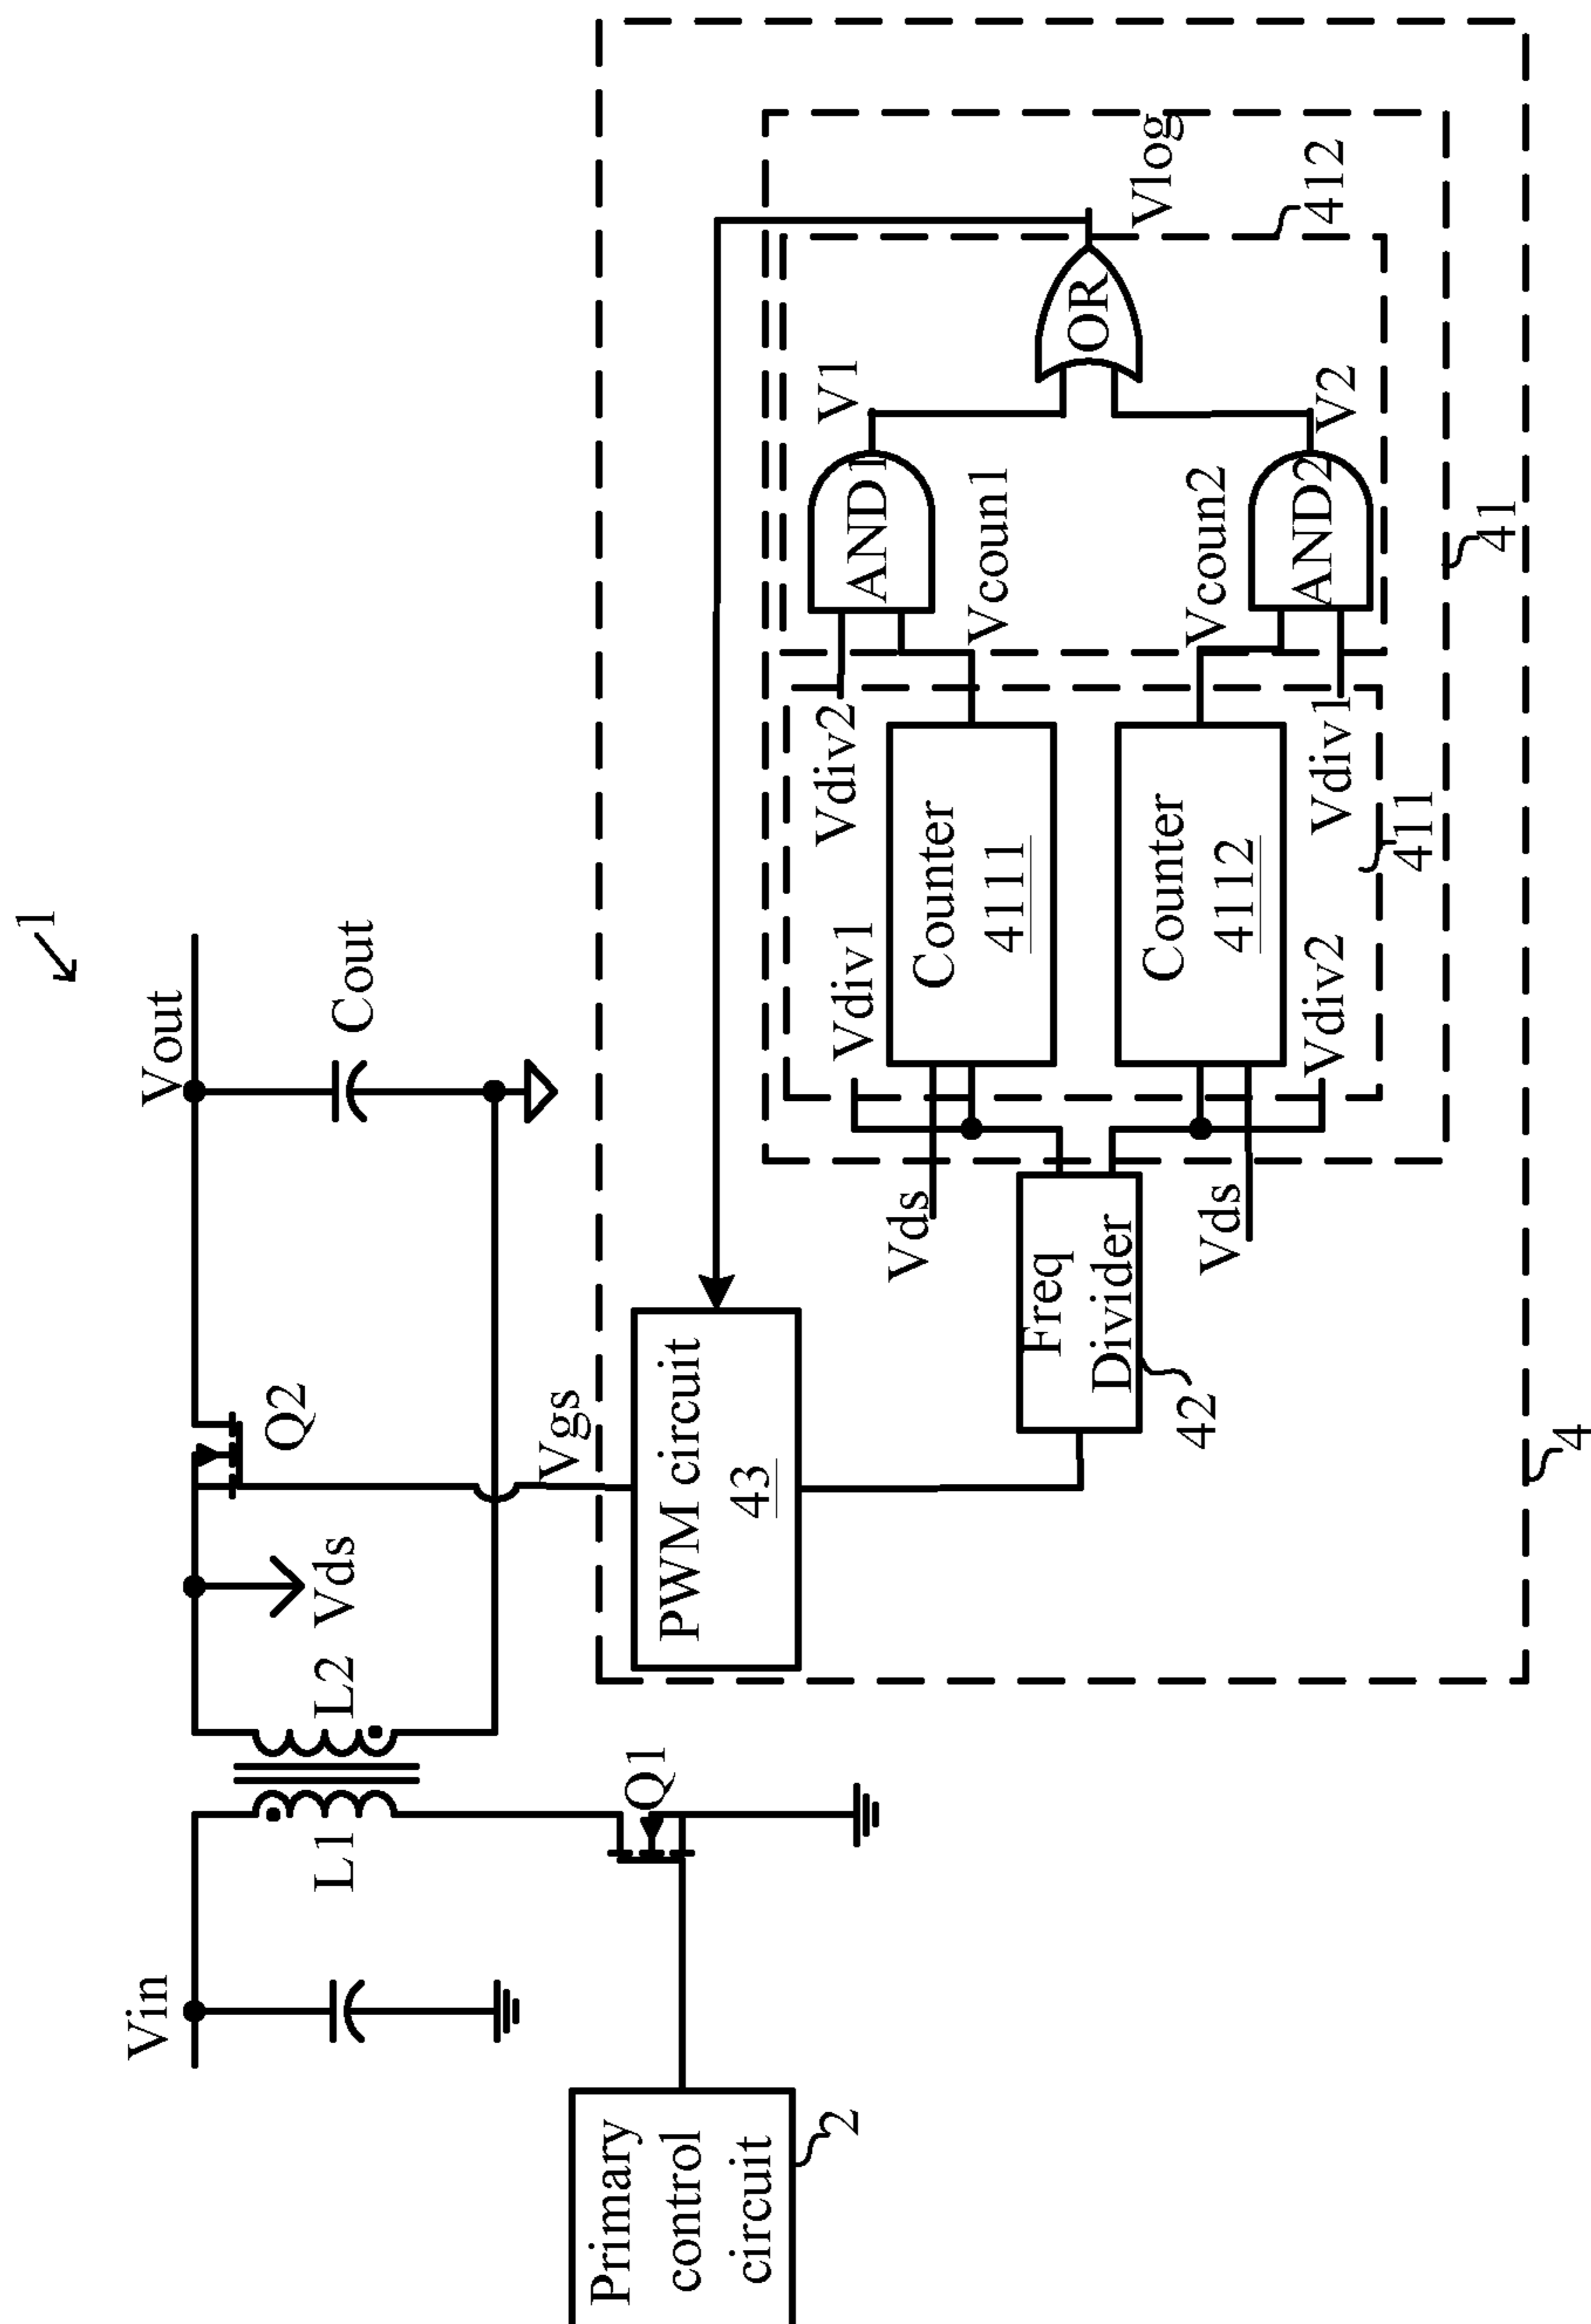 1
Vin
L1
L2
Vds
Q2
Vout
Cout
Q1
Vgs
Primary
control
circuit
2
PWM circuit
43
Freq
Divider
42
Vds
Vds
Vdiv1
Vdiv2
Counter
4111
Counter
4112
Vdiv2
Vdiv1
411
Vcoun1
Vcoun2
AND1
AND2
V1
V2
OR
Vlog
412
41
4